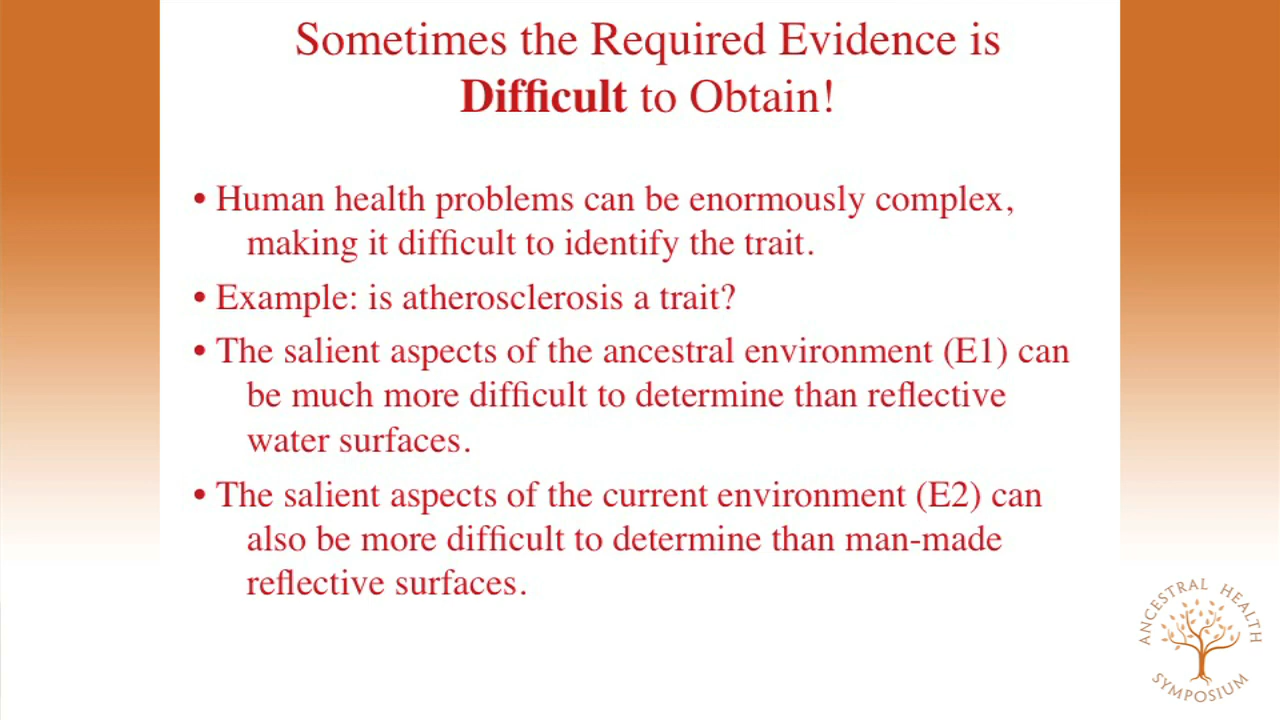 Sometimes the Required Evidence is
Difficult to Obtain!
• Human health problems can be enormously complex,
making it difficult to identify the trait.
• Example: is atherosclerosis a trait?
• The salient aspects of the ancestral environment (E1) can
be much more difficult to determine than reflective
water surfaces.
• The salient aspects of the current environment (E2) can
also be more difficult to determine than man-made
reflective surfaces.
ANCESTRAL HEALTH
SYMPOSIUM